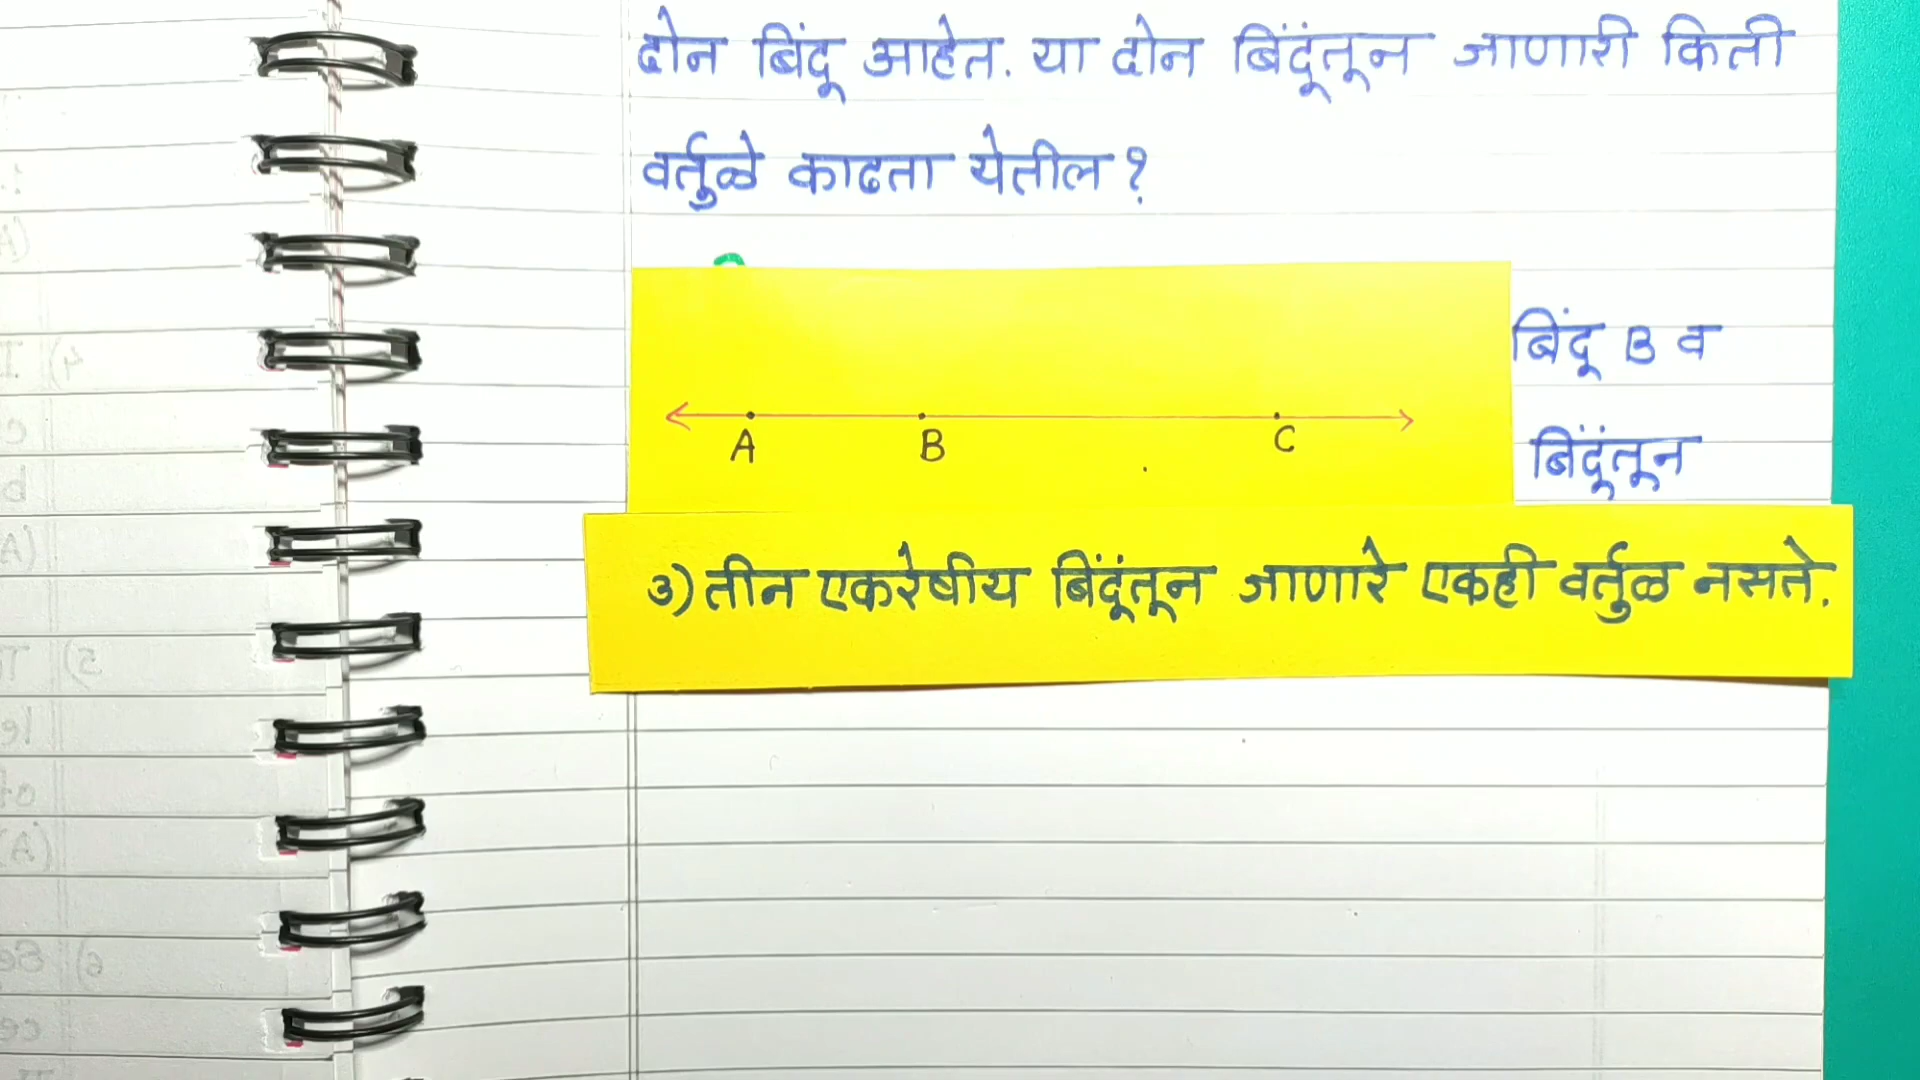 दोन बिंदू आहेत. या दोन बिंदूंतून जाणारी किती
वर्तुळे काढता येतील ?
बिंदू B व
A B C
बिंदूंतून
३) तीन एकरेषीय बिंदूंतून जाणारे एकही वर्तुळ नसते.